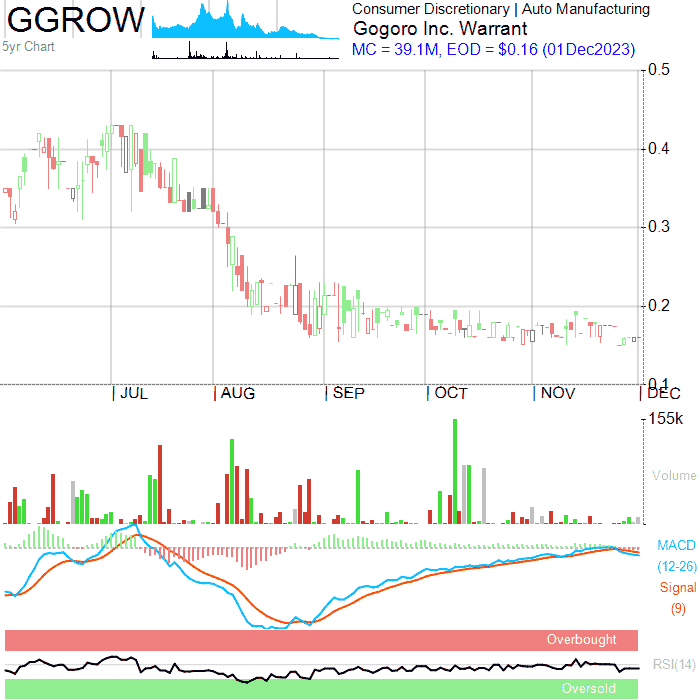 GGROW
5yr Chart
Consumer Discretionary | Auto Manufacturing
Gogoro Inc. Warrant
MC = 39.1M, EOD = $0.16 (01Dec2023)
0.5
0.4
0.3
0.2
0.1
JUL AUG SEP OCT NOV DEC
155k
Volume
MACD
(12-26)
Signal
(9)
Overbought
RSI(14)
Oversold